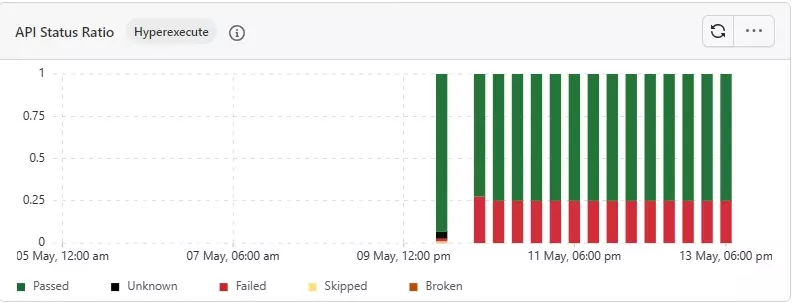 API Status Ratio Hyperexecute
1
0.75
0.5
0.25
0
05 May, 12:00 am 07 May, 06:00 am 09 May, 12:00 pm 11 May, 06:00 pm 13 May, 06:00 pm
Passed Unknown Failed Skipped Broken